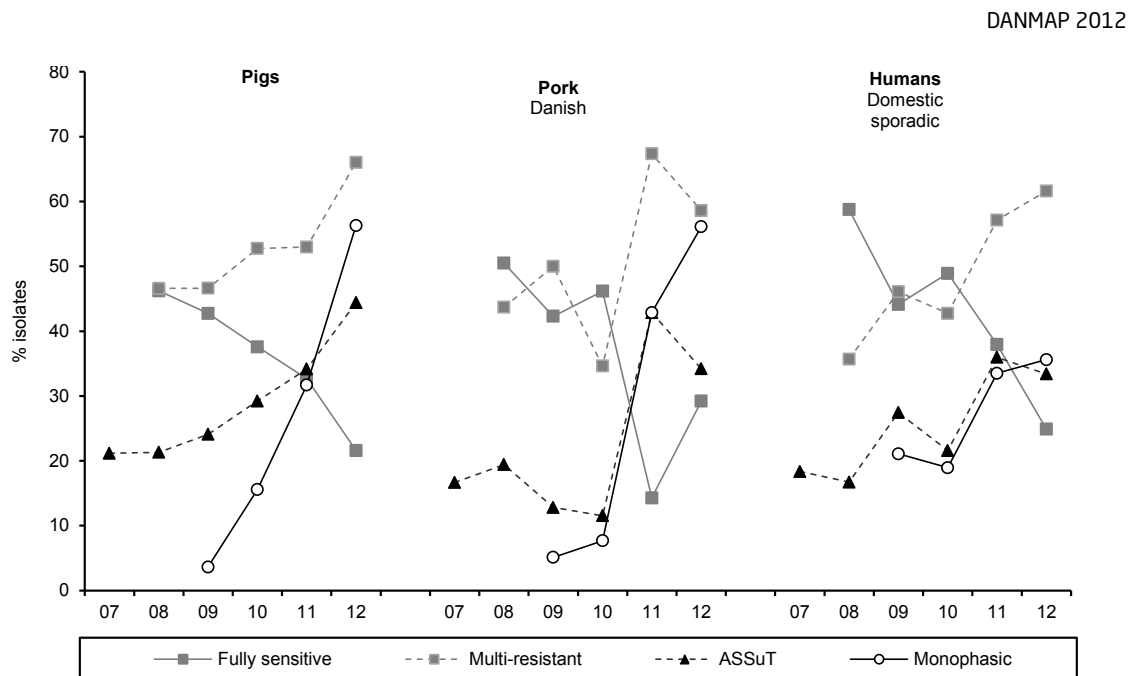 DANMAP 2012
Pigs
Pork
Danish
Humans
Domestic
sporadic
% isolates
80
70
60
50
40
30
20
10
0
07 08 09 10 11 12 07 08 09 10 11 12 07 08 09 10 11 12
Fully sensitive Multi-resistant ASSuT Monophasic